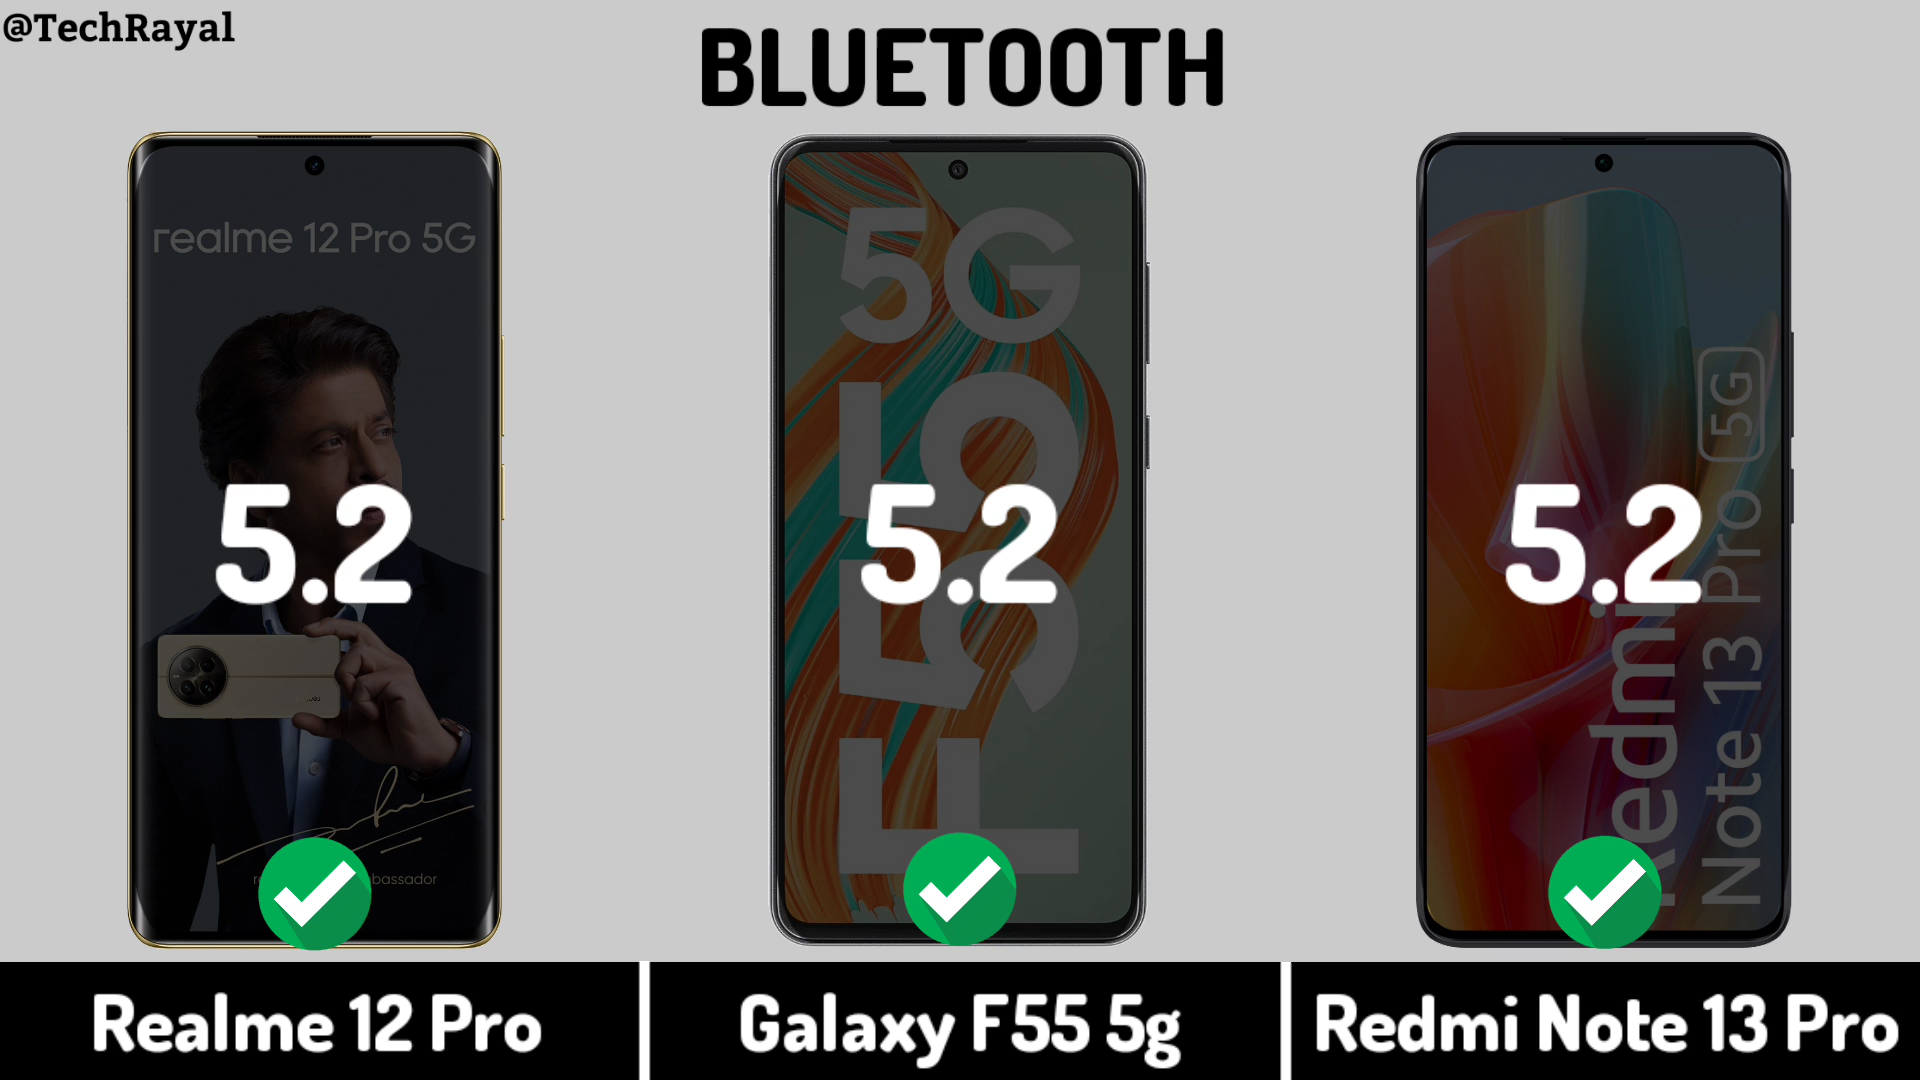 @TechRayal
BLUETOOTH
realme 12 Pro 5G
5.2
bassador
5G
F55
5.2
Redmi
Note 13 Pro 5G
5.2
Realme 12 Pro
Galaxy F55 5g
Redmi Note 13 Pro